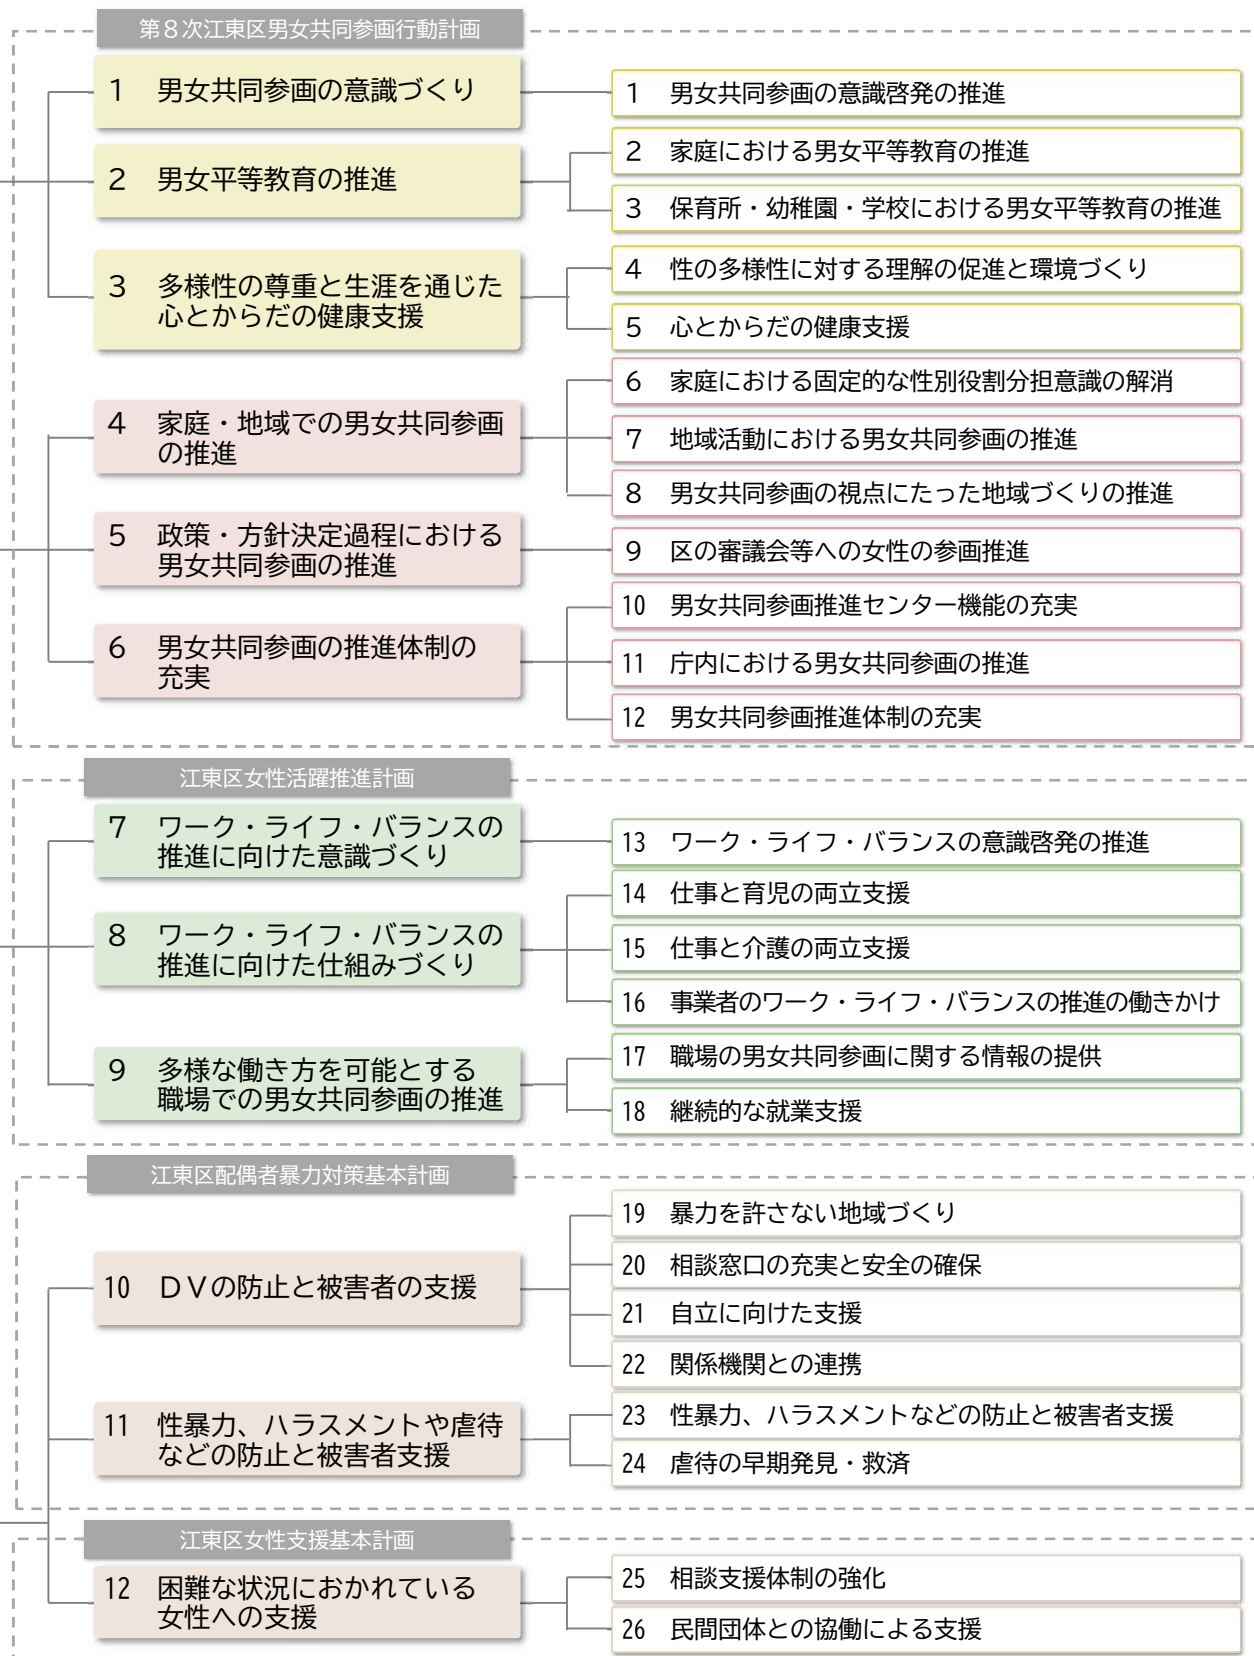 第８次江東区男女共同参画行動計画
1 男女共同参画の意識づくり
1 男女共同参画の意識啓発の推進
2 男女平等教育の推進
2 家庭における男女平等教育の推進
3 保育所・幼稚園・学校における男女平等教育の推進
3 多様性の尊重と生涯を通じた
心とからだの健康支援
4 性の多様性に対する理解の促進と環境づくり
5 心とからだの健康支援
4 家庭・地域での男女共同参画
の推進
6 家庭における固定的な性別役割分担意識の解消
7 地域活動における男女共同参画の推進
8 男女共同参画の視点にたった地域づくりの推進
5 政策・方針決定過程における
男女共同参画の推進
9 区の審議会等への女性の参画推進
6 男女共同参画の推進体制の
充実
10 男女共同参画推進センター機能の充実
11 庁内における男女共同参画の推進
12 男女共同参画推進体制の充実
江東区女性活躍推進計画
7 ワーク・ライフ・バランスの
推進に向けた意識づくり
13 ワーク・ライフ・バランスの意識啓発の推進
8 ワーク・ライフ・バランスの
推進に向けた仕組みづくり
14 仕事と育児の両立支援
15 仕事と介護の両立支援
16 事業者のワーク・ライフ・バランスの推進の働きかけ
9 多様な働き方を可能とする
職場での男女共同参画の推進
17 職場の男女共同参画に関する情報の提供
18 継続的な就業支援
江東区配偶者暴力対策基本計画
10 ＤＶの防止と被害者の支援
19 暴力を許さない地域づくり
20 相談窓口の充実と安全の確保
21 自立に向けた支援
22 関係機関との連携
11 性暴力、ハラスメントや虐待
などの防止と被害者支援
23 性暴力、ハラスメントなどの防止と被害者支援
24 虐待の早期発見・救済
江東区女性支援基本計画
12 困難な状況におかれている
女性への支援
25 相談支援体制の強化
26 民間団体との協働による支援